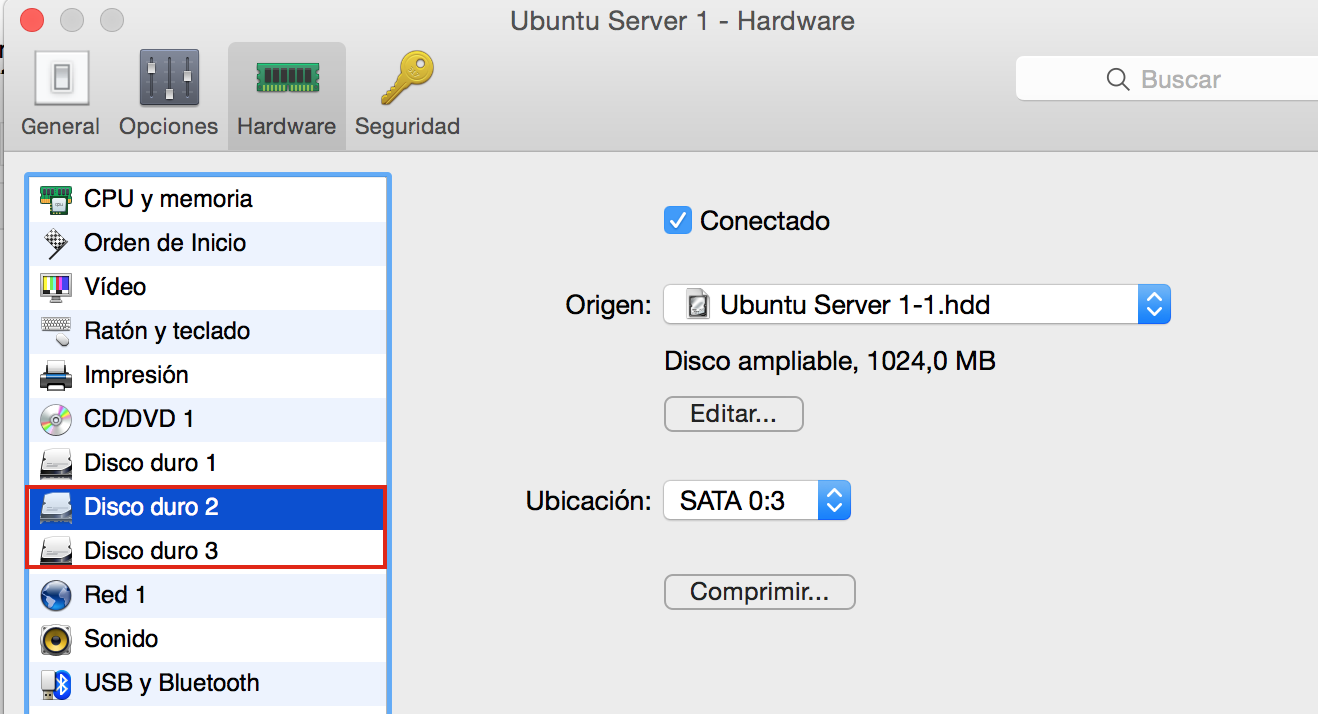 Ubuntu Server 1 - Hardware
General Opciones Hardware Seguridad
Buscar
CPU y memoria
Orden de Inicio
Vídeo
Ratón y teclado
Impresión
CD/DVD 1
Disco duro 1
Disco duro 2
Disco duro 3
Red 1
Sonido
USB y Bluetooth
Conectado
Origen: Ubuntu Server 1-1.hdd
Disco ampliable, 1024,0 MB
Editar...
Ubicación: SATA 0:3
Comprimir...